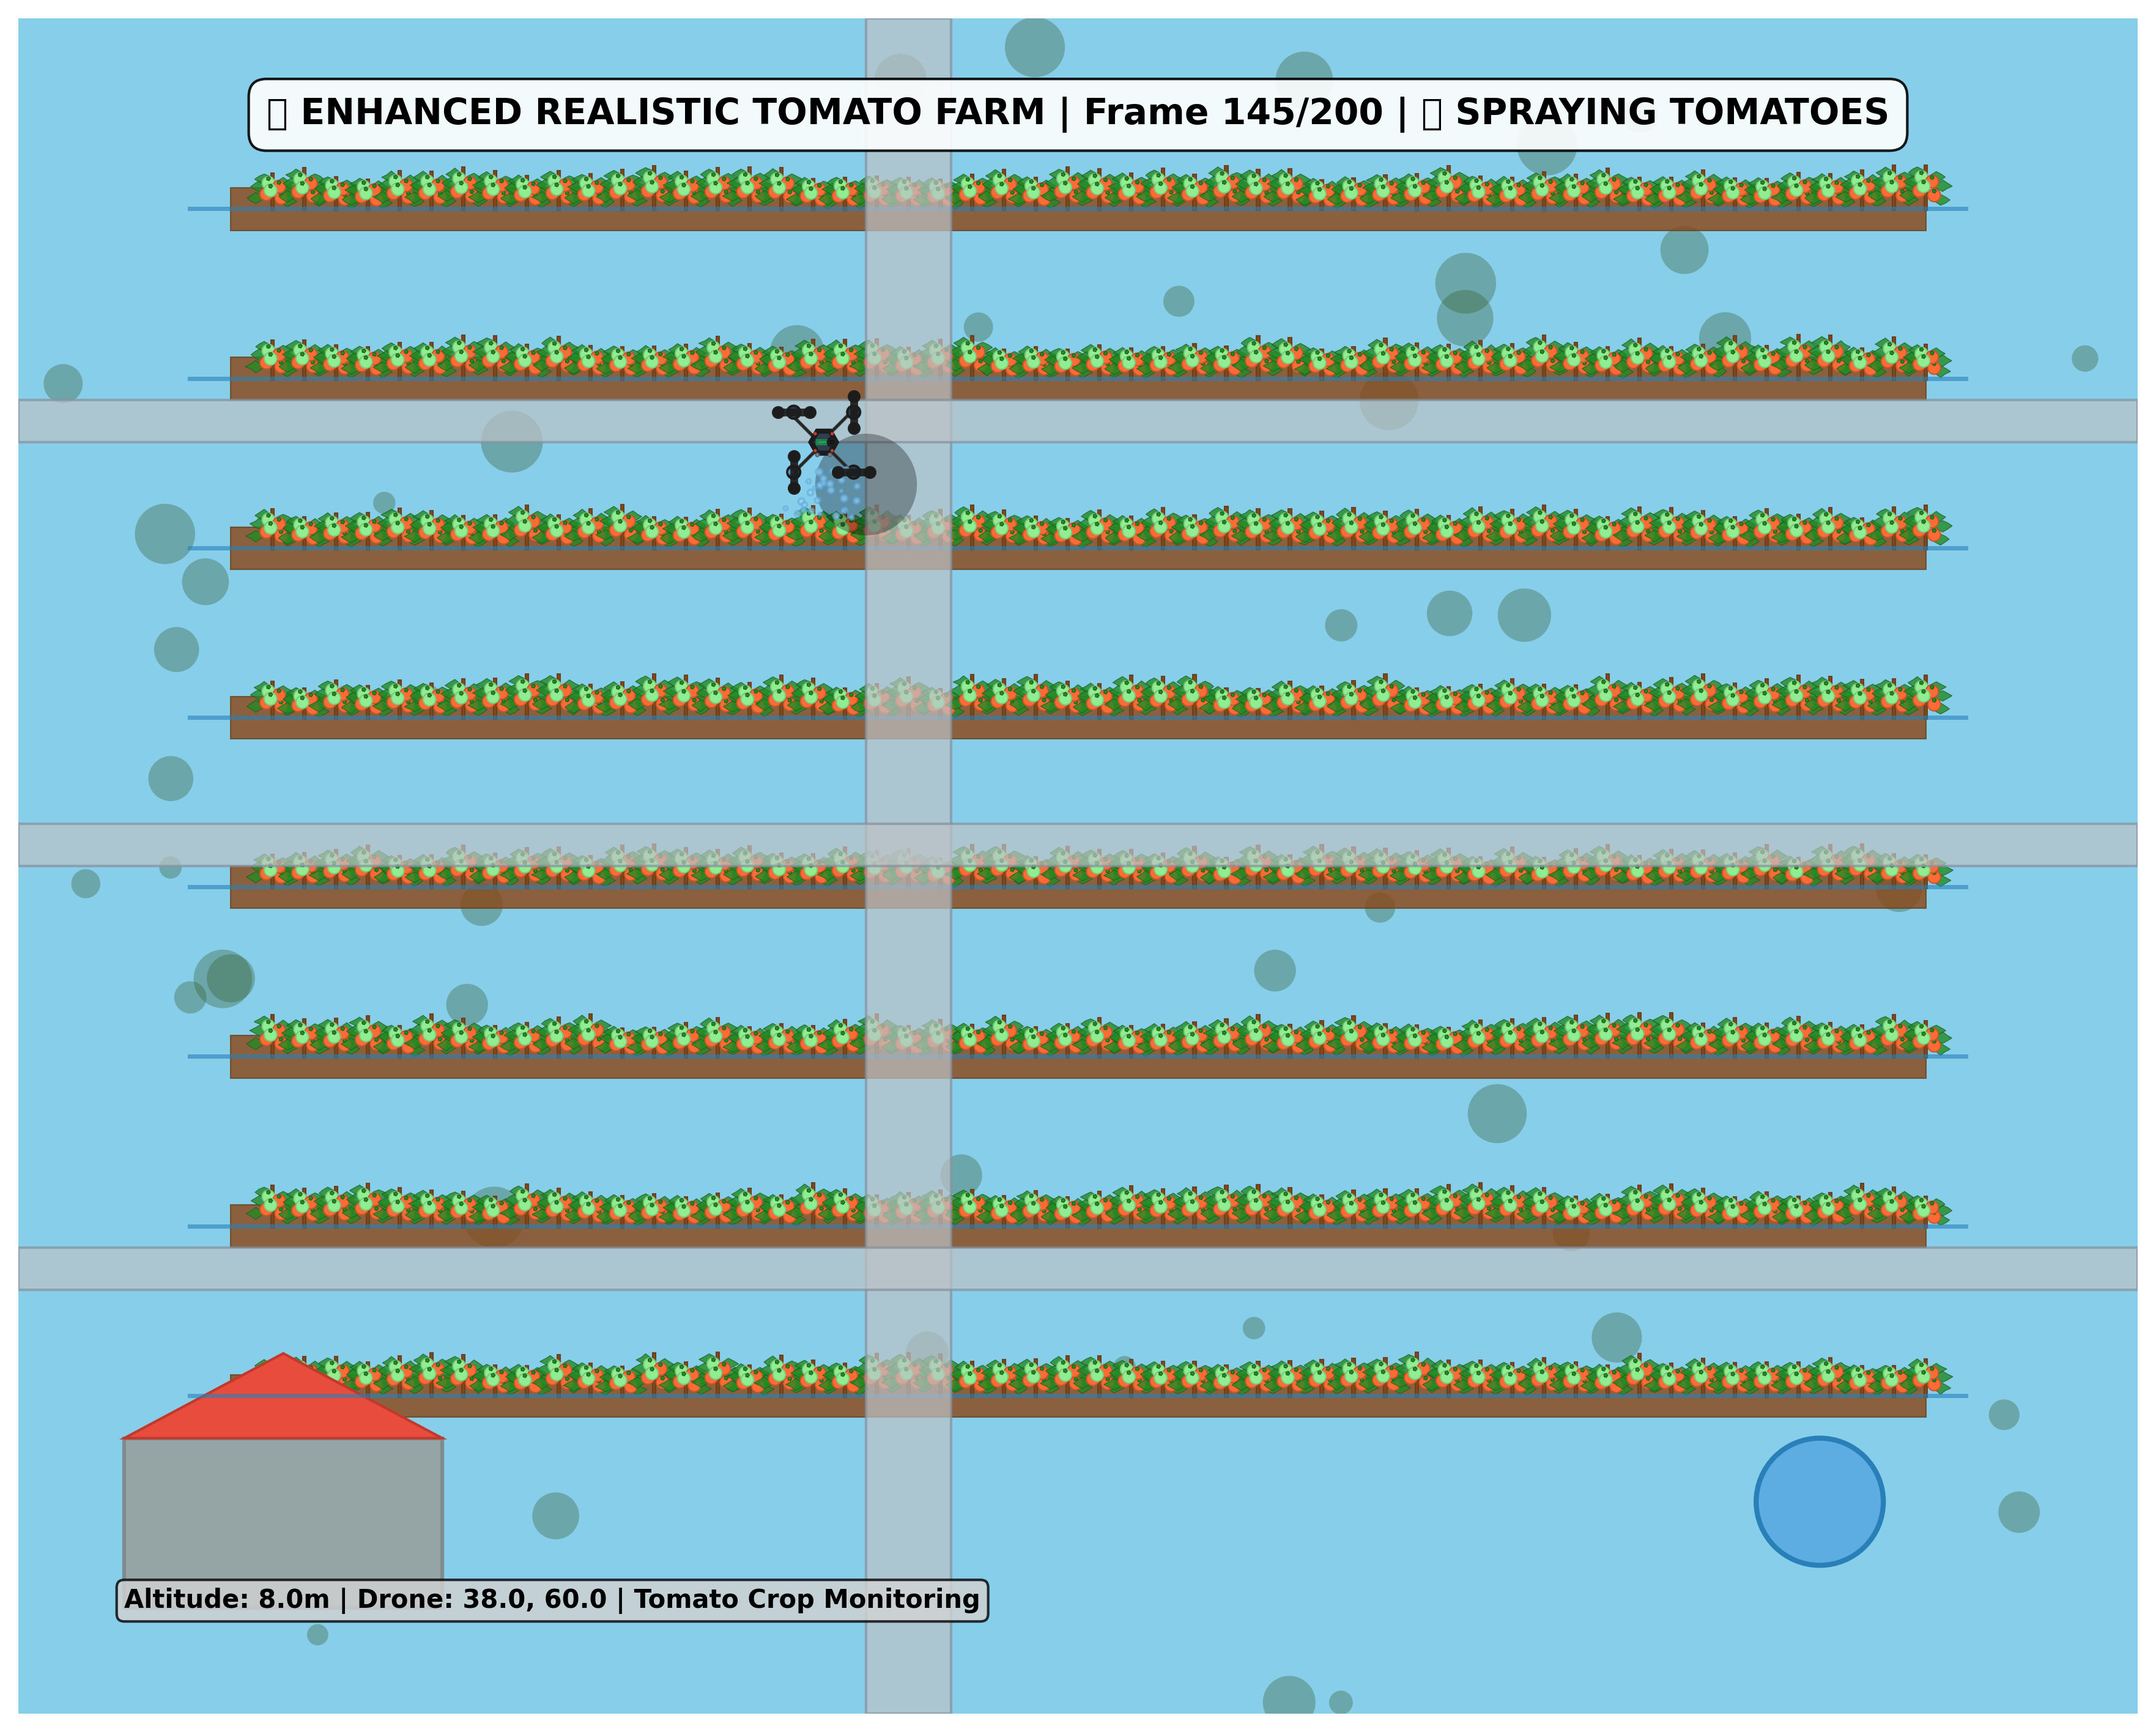 ▯ ENHANCED REALISTIC TOMATO FARM | Frame 145/200 | ▯ SPRAYING TOMATOES
Altitude: 8.0m | Drone: 38.0, 60.0 | Tomato Crop Monitoring